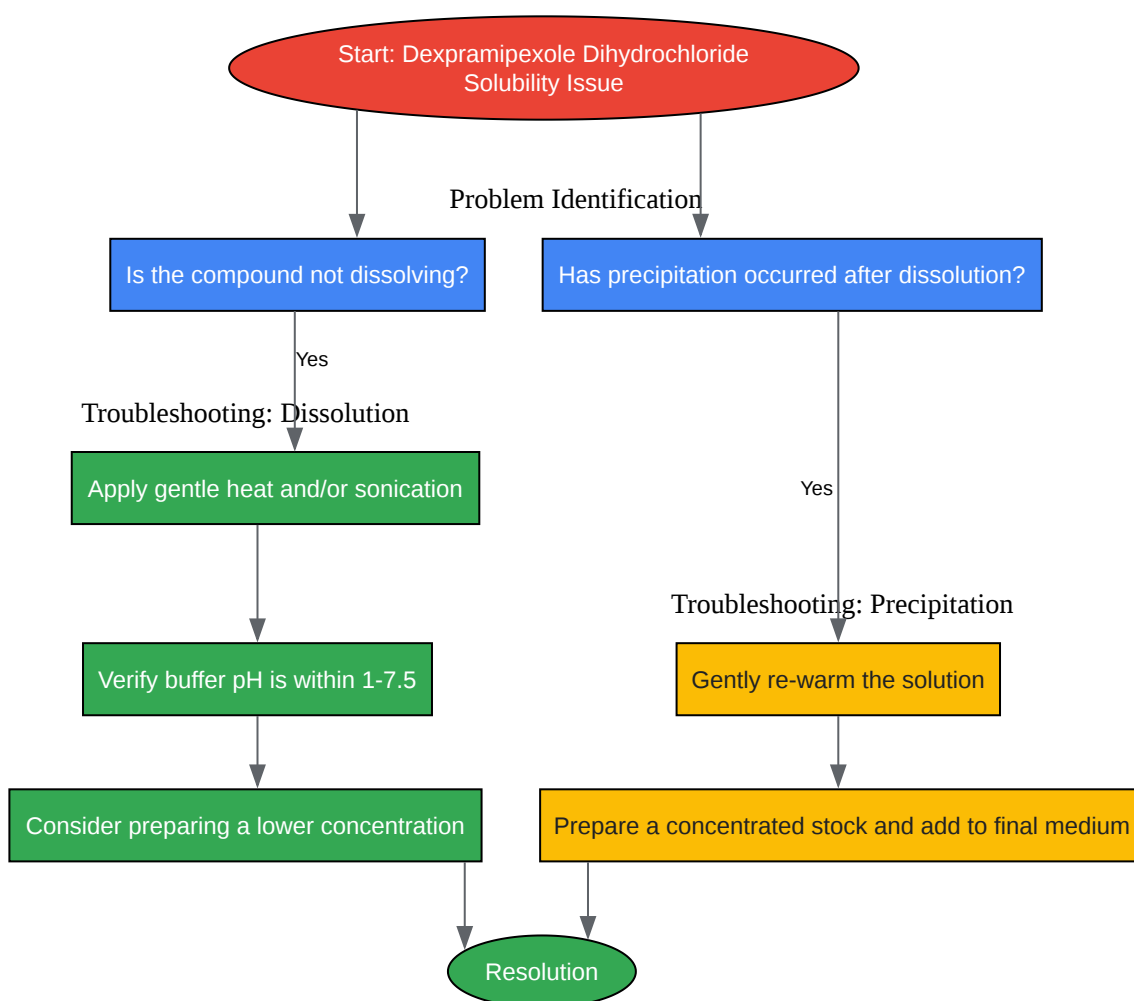 Start: Dexpramipexole Dihydrochloride
Solubility Issue
Problem Identification
Is the compound not dissolving?
Has precipitation occurred after dissolution?
Yes
Troubleshooting: Dissolution
Apply gentle heat and/or sonication
Yes
Troubleshooting: Precipitation
Verify buffer pH is within 1-7.5
Gently re-warm the solution
Consider preparing a lower concentration
Prepare a concentrated stock and add to final medium
Resolution